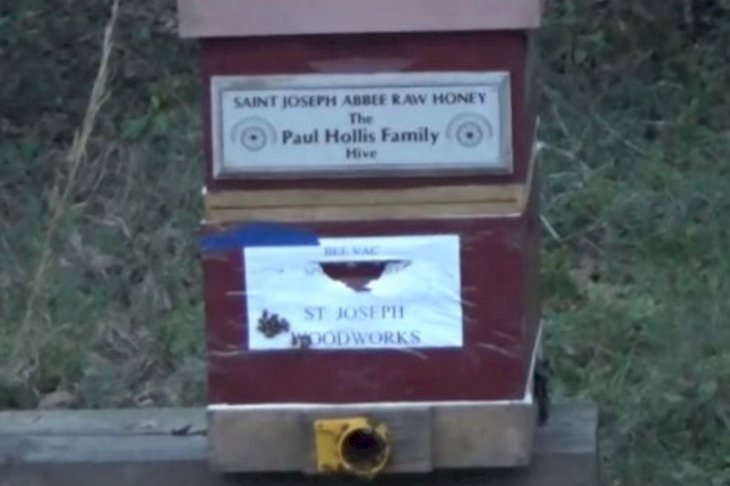 SAINT JOSEPH ABBEE RAW HONEY
The
Paul Hollis Family
Hive
BEE VAC
ST JOSEPH
WOODWORKS